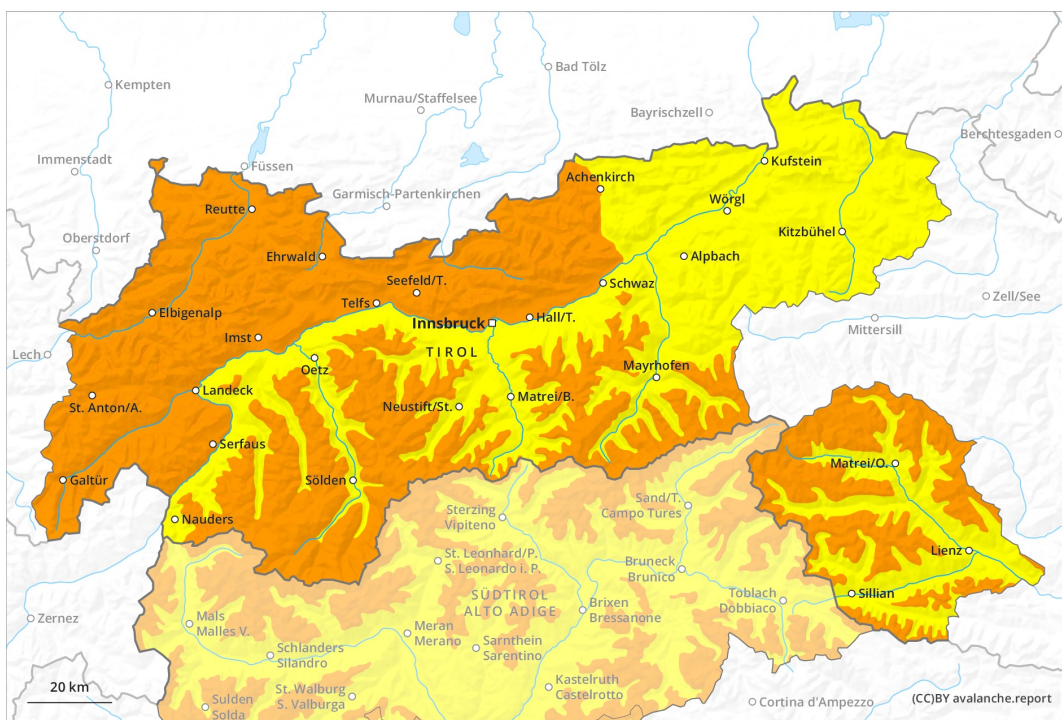 Kempten
Bad Tölz
Murnau/Staffelsee
Bayrischzell
Berchtesgaden
Immenstadt
Füssen
Kufstein
Achenkirch
Garmisch-Partenkirchen
Wörgl
Reutte
Kitzbühel
Oberstdorf
Ehrwald
Alpbach
Seefeld/T.
Schwaz
Zell/See
Telfs
Elbigenalp
Hall/T.
Innsbruck
Mittersill
Imst
Lech
TIROL
Oetz
Mayrhofen
Landeck
St. Anton/A.
Neustift/St.
Matrei/B.
Serfaus
Matrei/O.
Galtür
Sölden
Sand/T.
Campo Tures
Sterzing
Vipiteno
Nauders
Lienz
St. Leonhard/P.
S. Leonardo i. P.
Bruneck
Brunico
SÜDTIROL
ALTO ADIGE
Toblach
Dobbiaco
Sillian
Brixen
Bressanone
Zernez
Mals
Malles V.
Meran
Merano
Sarnthein
Sarentino
Schlanders
Silandro
Kastelruth
Castelrotto
20 km
St. Walburg
S. Valburga
Sulden
Solda
Cortina d'Ampezzo
(CC)BY avalanche.report